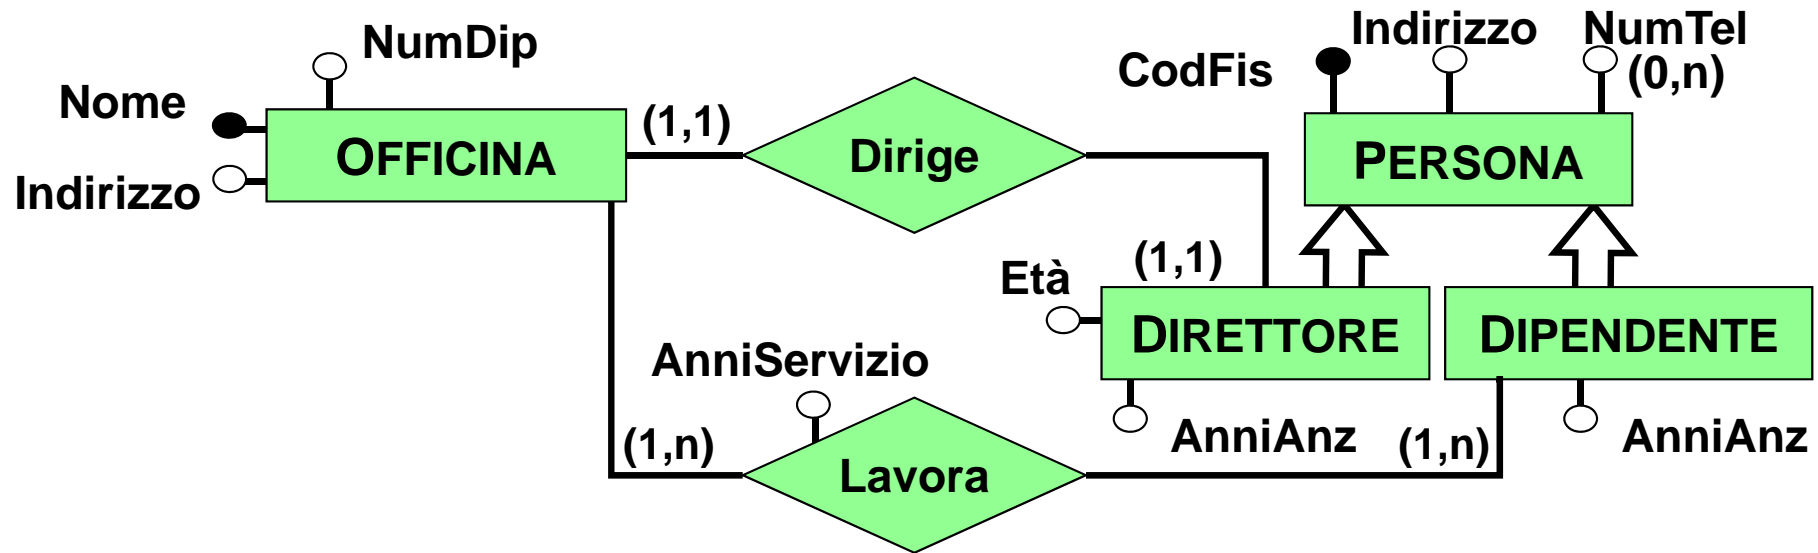 NumDip
Nome
Indirizzo
OFFICINA
(1,1)
Dirige
CodFis
Indirizzo
NumTel
(0,n)
PERSONA
(1,1)
Età
DIRETTORE
AnniAnz
DIPENDENTE
AnniAnz
AnniServizio
(1,n)
Lavora
(1,n)